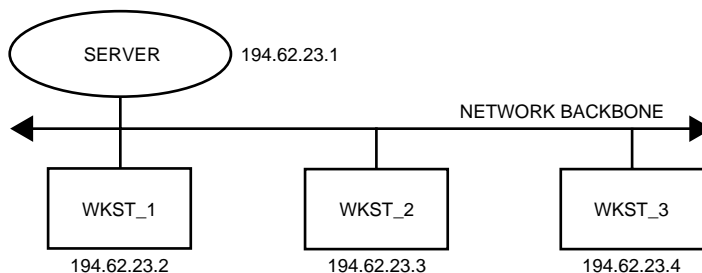 SERVER
194.62.23.1
NETWORK BACKBONE
WKST_1
WKST_2
WKST_3
194.62.23.2
194.62.23.3
194.62.23.4